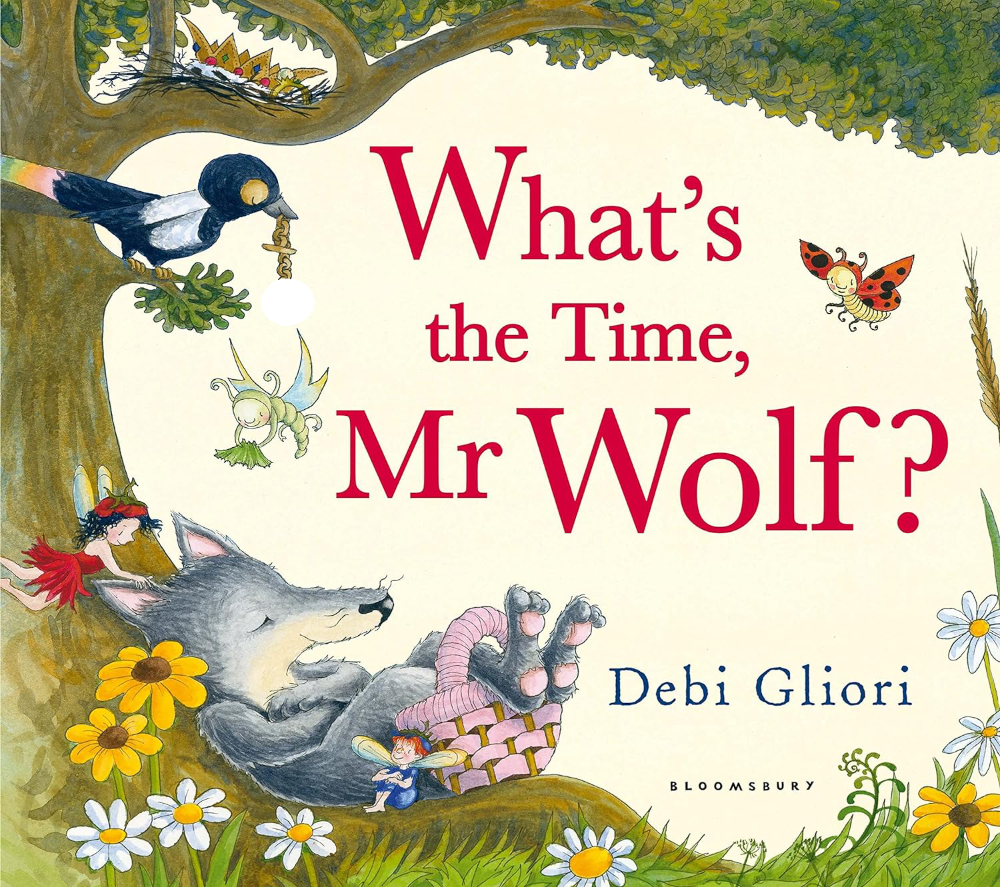 What's
the Time,
Mr Wolf?
Debi Gliori
BLOOMSBURY